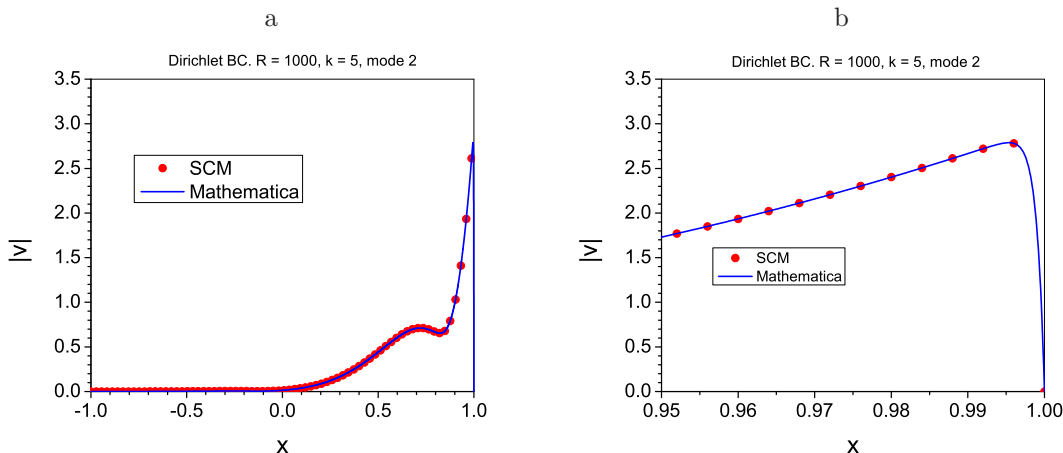 a
Dirichlet BC. R = 1000, k = 5, mode 2
3.5
3.0
2.5
2.0
1.5
1.0
0.5
0.0
|v|
SCM
Mathematica
-1.0 -0.5 0.0 0.5 1.0
x
b
Dirichlet BC. R = 1000, k = 5, mode 2
3.5
3.0
2.5
2.0
1.5
1.0
0.5
0.0
|v|
SCM
Mathematica
0.95 0.96 0.97 0.98 0.99 1.00
x